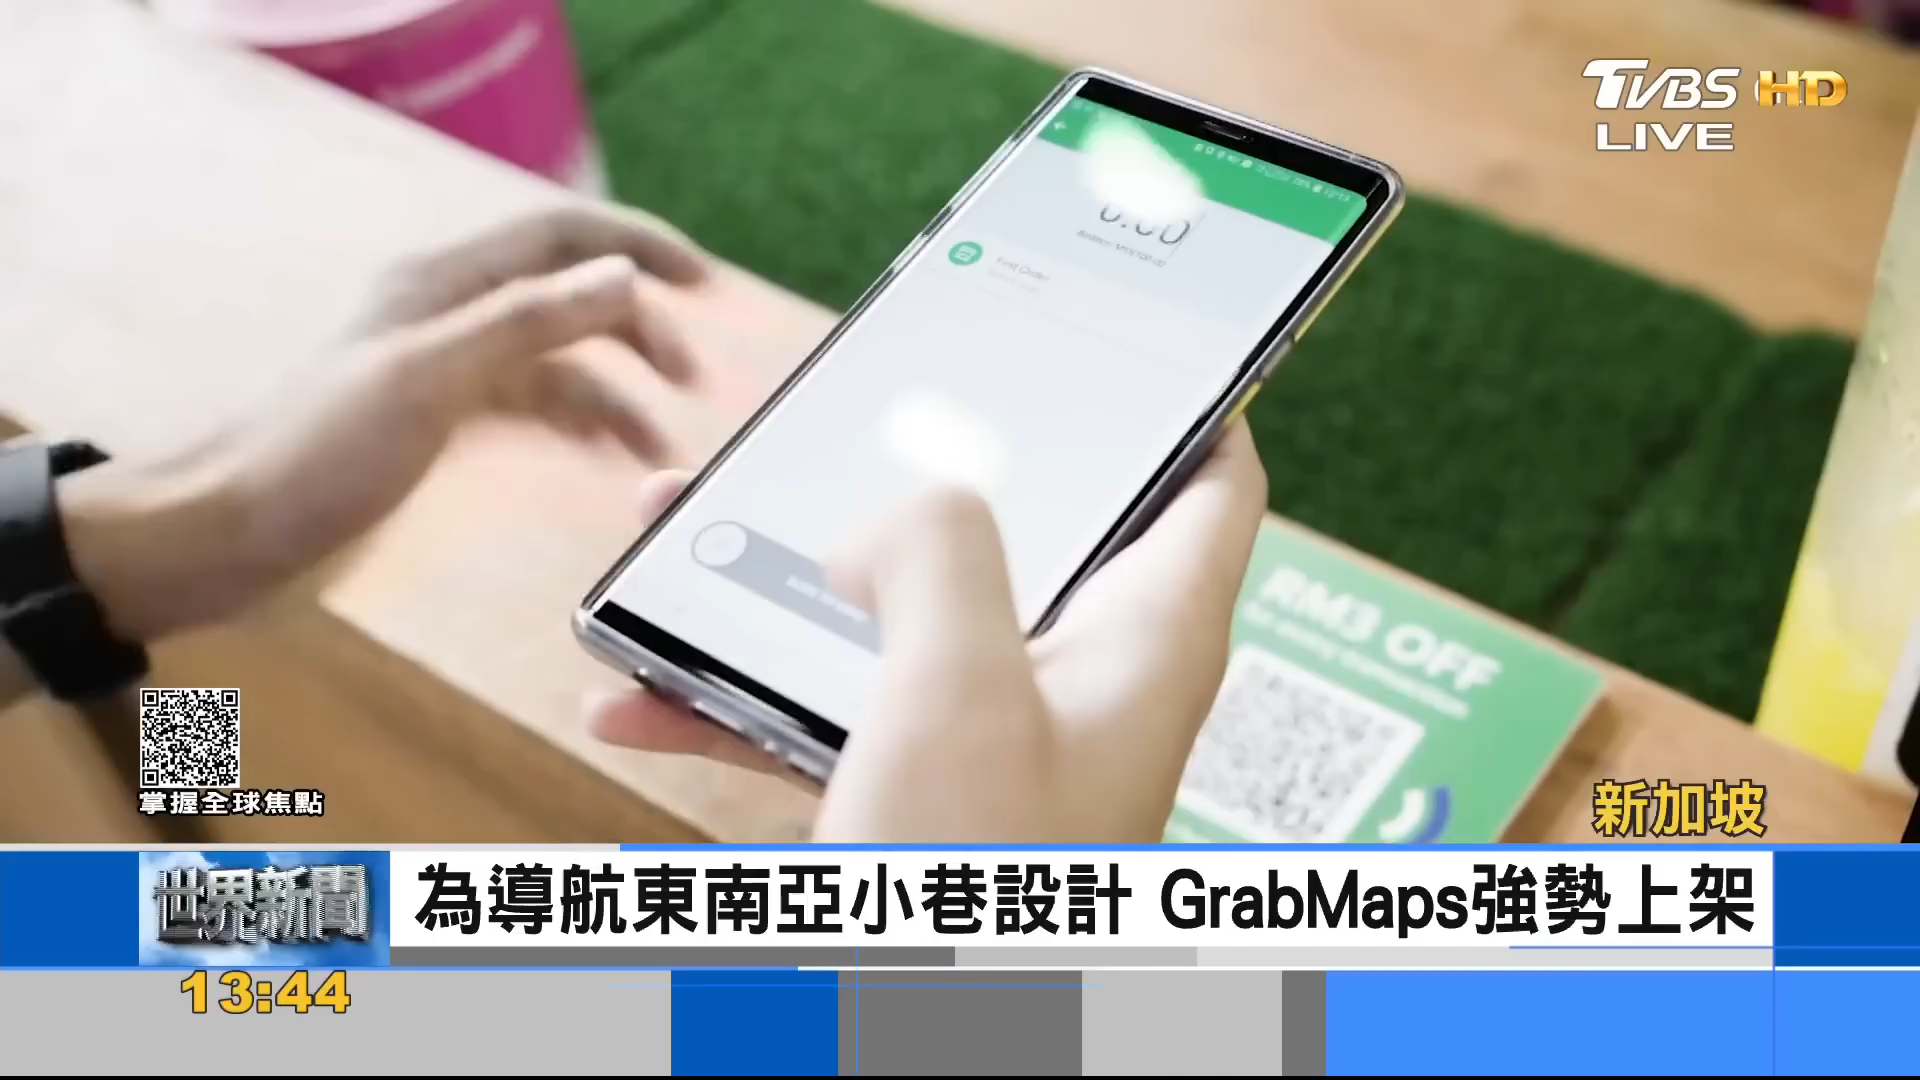 TVBS HD
LIVE
RM3 OFF
掌握全球焦點
新加坡
世界新聞
為導航東南亞小巷設計 GrabMaps強勢上架
13:44